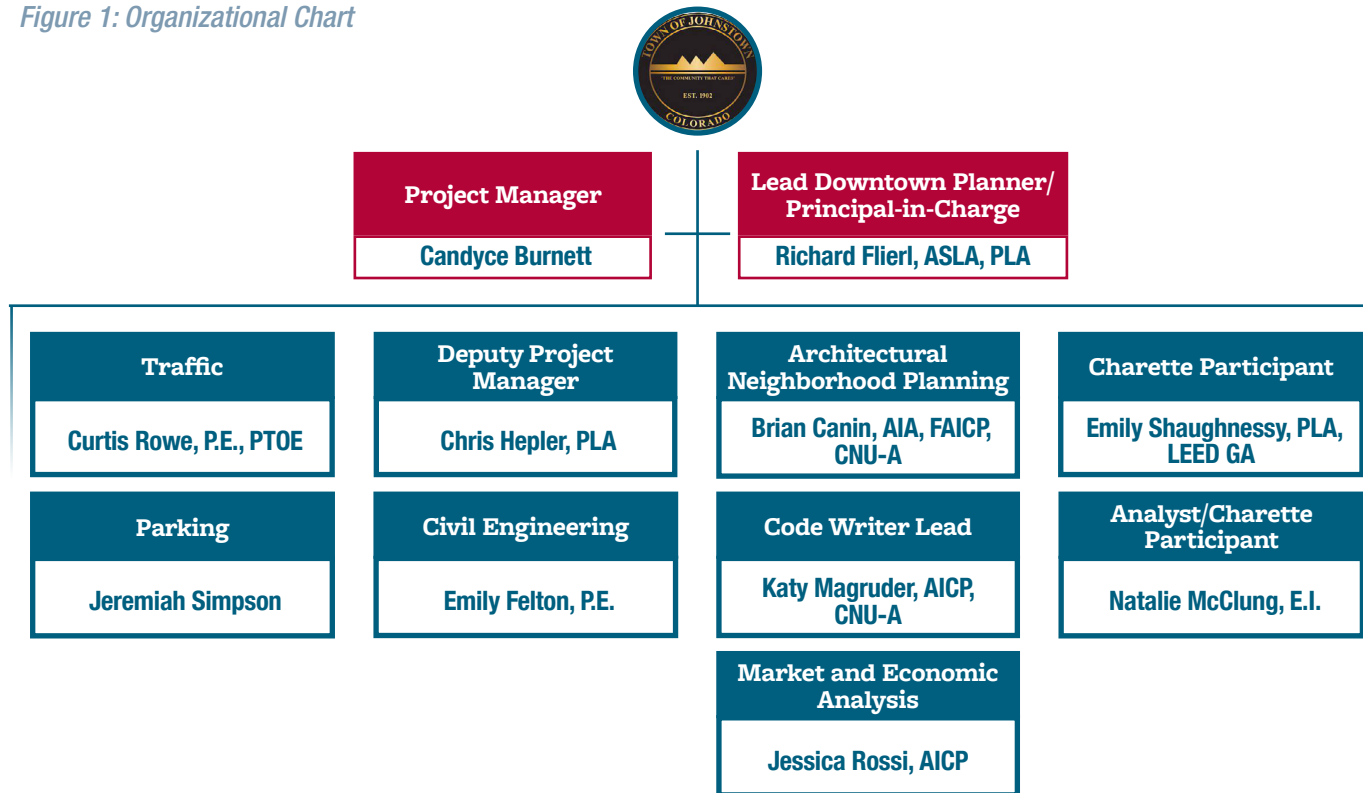 Figure 1: Organizational Chart
TOWN OF JOHNSTOWN
"THE COMMUNITY THAT CARES"
EST. 1902
COLORADO
Project Manager
Candyce Burnett
Lead Downtown Planner/
Principal-in-Charge
Richard Flierl, ASLA, PLA
Traffic
Curtis Rowe, P.E., PTOE
Deputy Project
Manager
Chris Hepler, PLA
Architectural
Neighborhood Planning
Brian Canin, AIA, FAICP,
CNU-A
Charette Participant
Emily Shaughnessy, PLA,
LEED GA
Parking
Jeremiah Simpson
Civil Engineering
Emily Felton, P.E.
Code Writer Lead
Katy Magruder, AICP,
CNU-A
Analyst/Charette
Participant
Natalie McClung, E.I.
Market and Economic
Analysis
Jessica Rossi, AICP